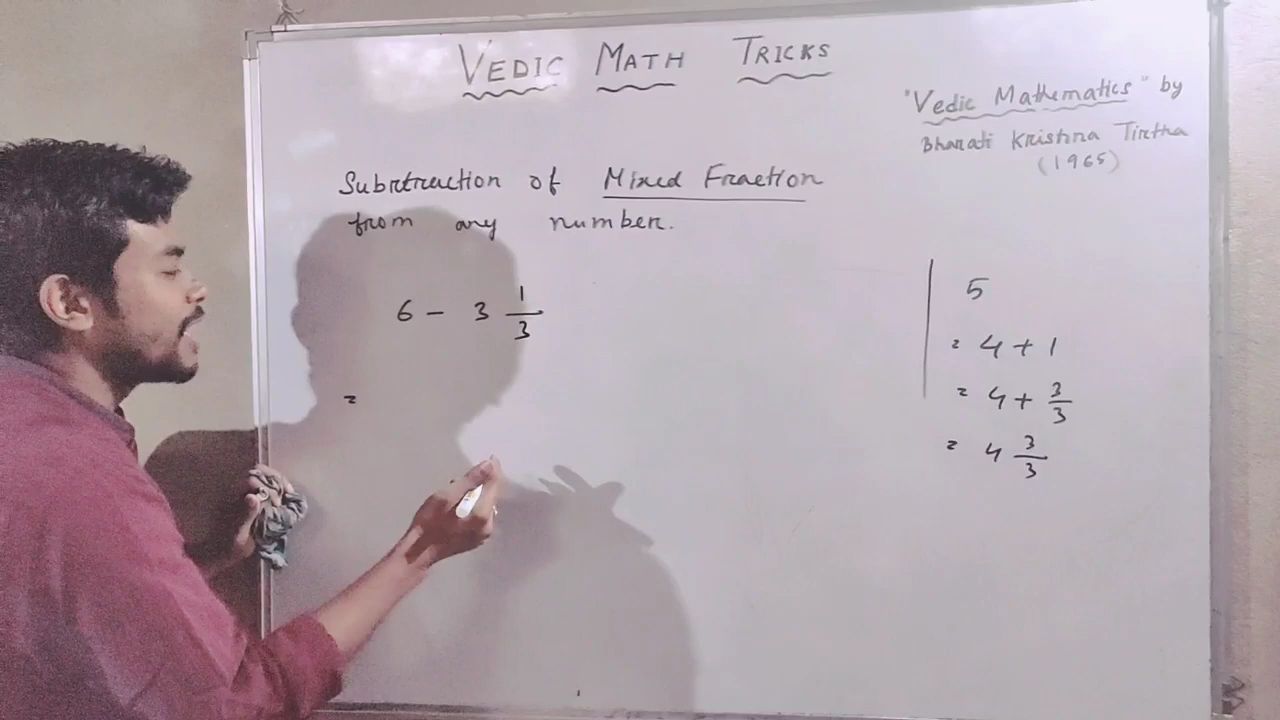 VEDIC MATH TRICKS
"Vedic Mathematics" by
Bharati Krishna Tirtha
(1965)
Subtraction of Mixed Fraction
from any number.
6 - 3 1/3
=
5
= 4 + 1
= 4 + 3/3
= 4 3/3